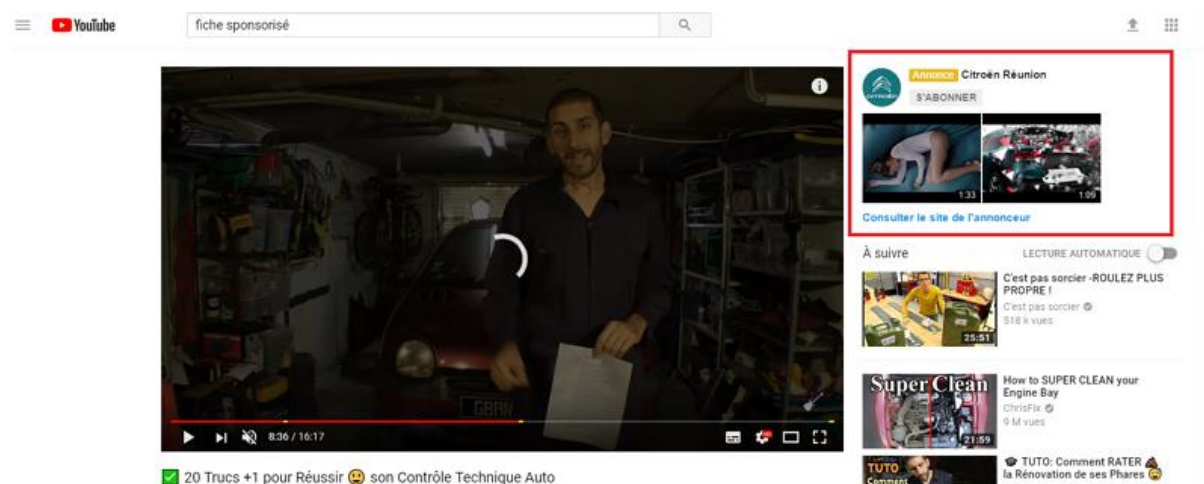 YouTube
fiche sponsorisé
Annonce Citroën Réunion
S'ABONNER
1:33
1:09
Consulter le site de l'annonceur
À suivre
LECTURE AUTOMATIQUE
C'est pas sorcier -ROULEZ PLUS
PROPRE !
C'est pas sorcier
518 k vues
25:51
Super Clean
How to SUPER CLEAN your
Engine Bay
ChrisFix
9 M vues
21:59
TUTO
Comment
TUTO: Comment RATER
la Rénovation de ses Phares
8:36 / 16:17
20 Trucs +1 pour Réussir son Contrôle Technique Auto